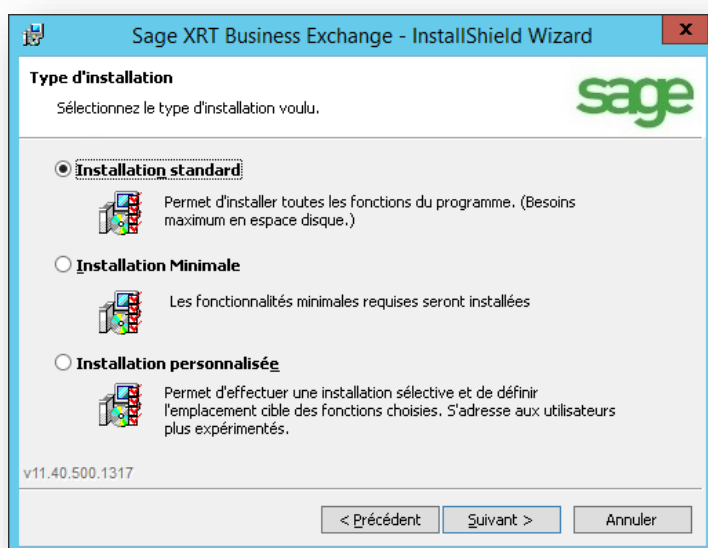 Sage XRT Business Exchange - InstallShield Wizard
x
Type d'installation
Sélectionnez le type d'installation voulu.
sage
Installation standard
Permet d'installer toutes les fonctions du programme. (Besoins
maximum en espace disque.)
Installation Minimale
Les fonctionnalités minimales requises seront installées
Installation personnalisée
Permet d'effectuer une installation sélective et de définir
l'emplacement cible des fonctions choisies. S'adresse aux utilisateurs
plus expérimentés.
v11.40.500.1317
< Précédent
Suivant >
Annuler